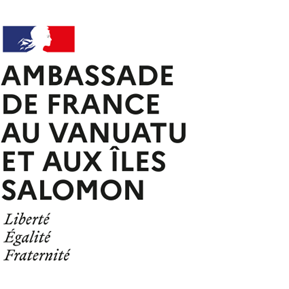 AMBASSADE
DE FRANCE
AU VANUATU
ET AUX ÎLES
SALOMON
Liberté
Égalité
Fraternité